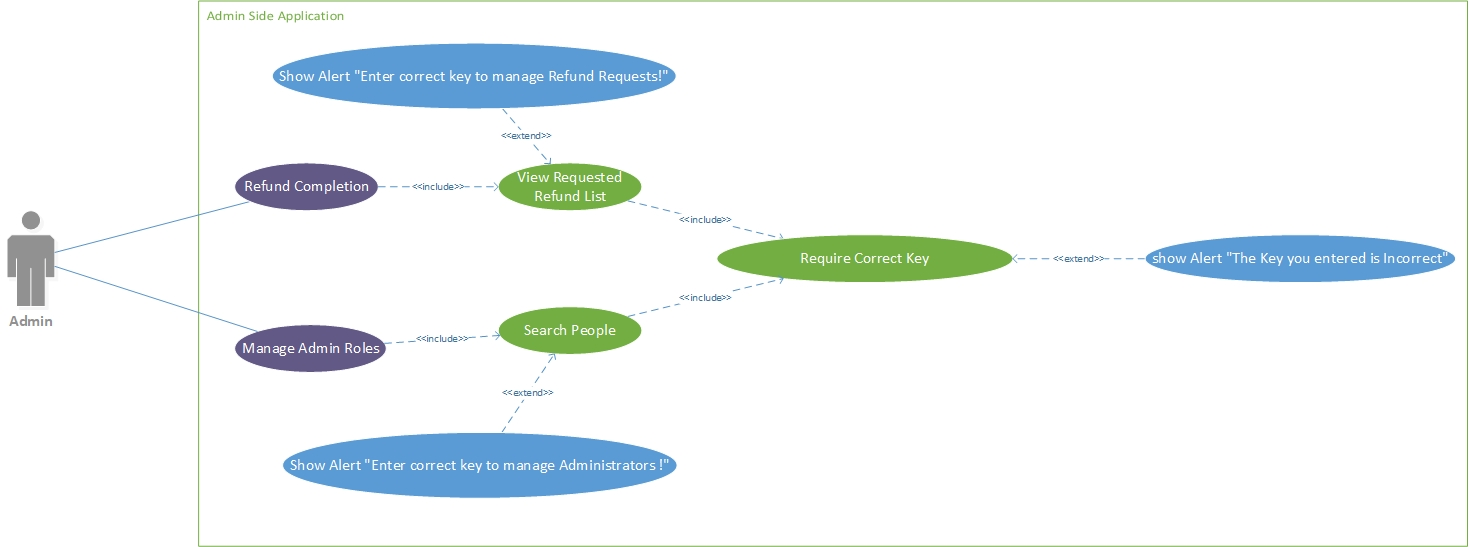 Admin Side Application
Show Alert "Enter correct key to manage Refund Requests!"
<<extend>>
Refund Completion
<<include>>
View Requested
Refund List
<<include>>
Require Correct Key
<<extend>>
show Alert "The Key you entered is Incorrect"
Admin
<<include>>
Search People
Manage Admin Roles
<<include>>
<<extend>>
Show Alert "Enter correct key to manage Administrators !"